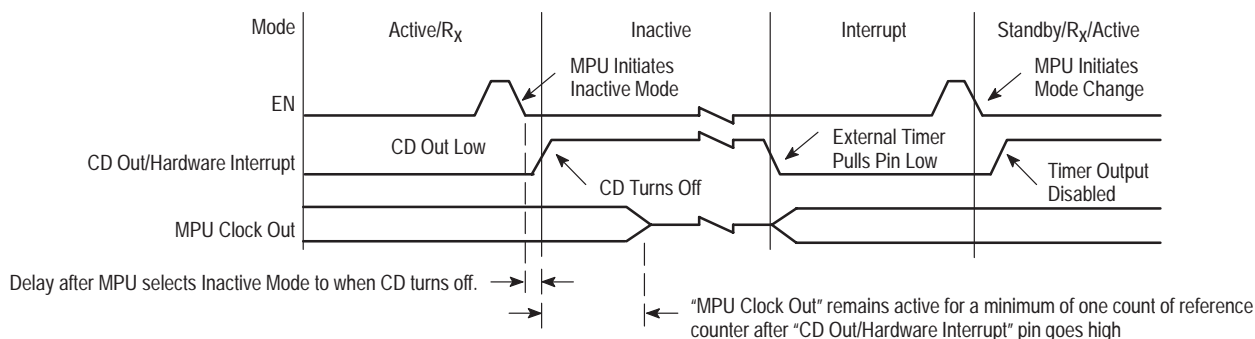 Mode
Active/RX
Inactive
Interrupt
Standby/RX/Active
EN
MPU Initiates
Inactive Mode
MPU Initiates
Mode Change
CD Out/Hardware Interrupt
CD Out Low
CD Turns Off
External Timer
Pulls Pin Low
Timer Output
Disabled
MPU Clock Out
Delay after MPU selects Inactive Mode to when CD turns off.
“MPU Clock Out” remains active for a minimum of one count of reference
counter after “CD Out/Hardware Interrupt” pin goes high